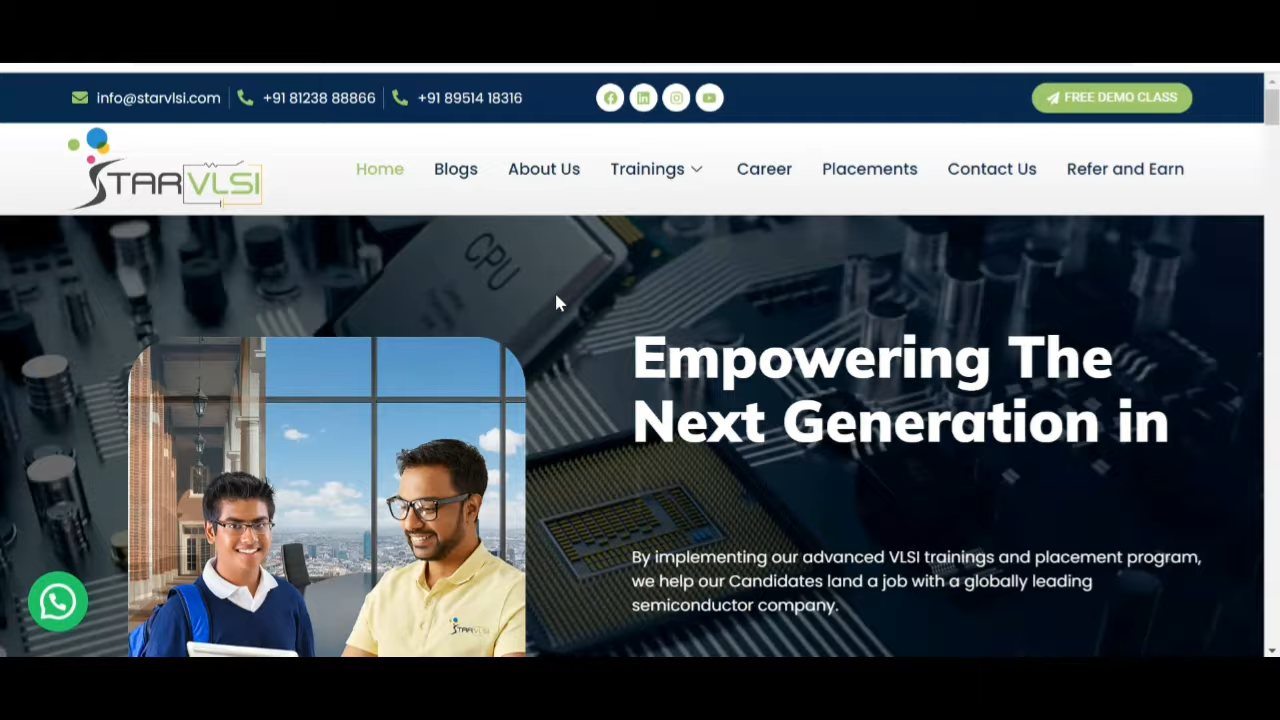 info@starvlsi.com
+91 81238 88866
+91 89514 18316
FREE DEMO CLASS
STARVLSI
Home
Blogs
About Us
Trainings
Career
Placements
Contact Us
Refer and Earn
CPU
Empowering The
Next Generation in
By implementing our advanced VLSI trainings and placement program,
we help our Candidates land a job with a globally leading
semiconductor company.
STARVLSI